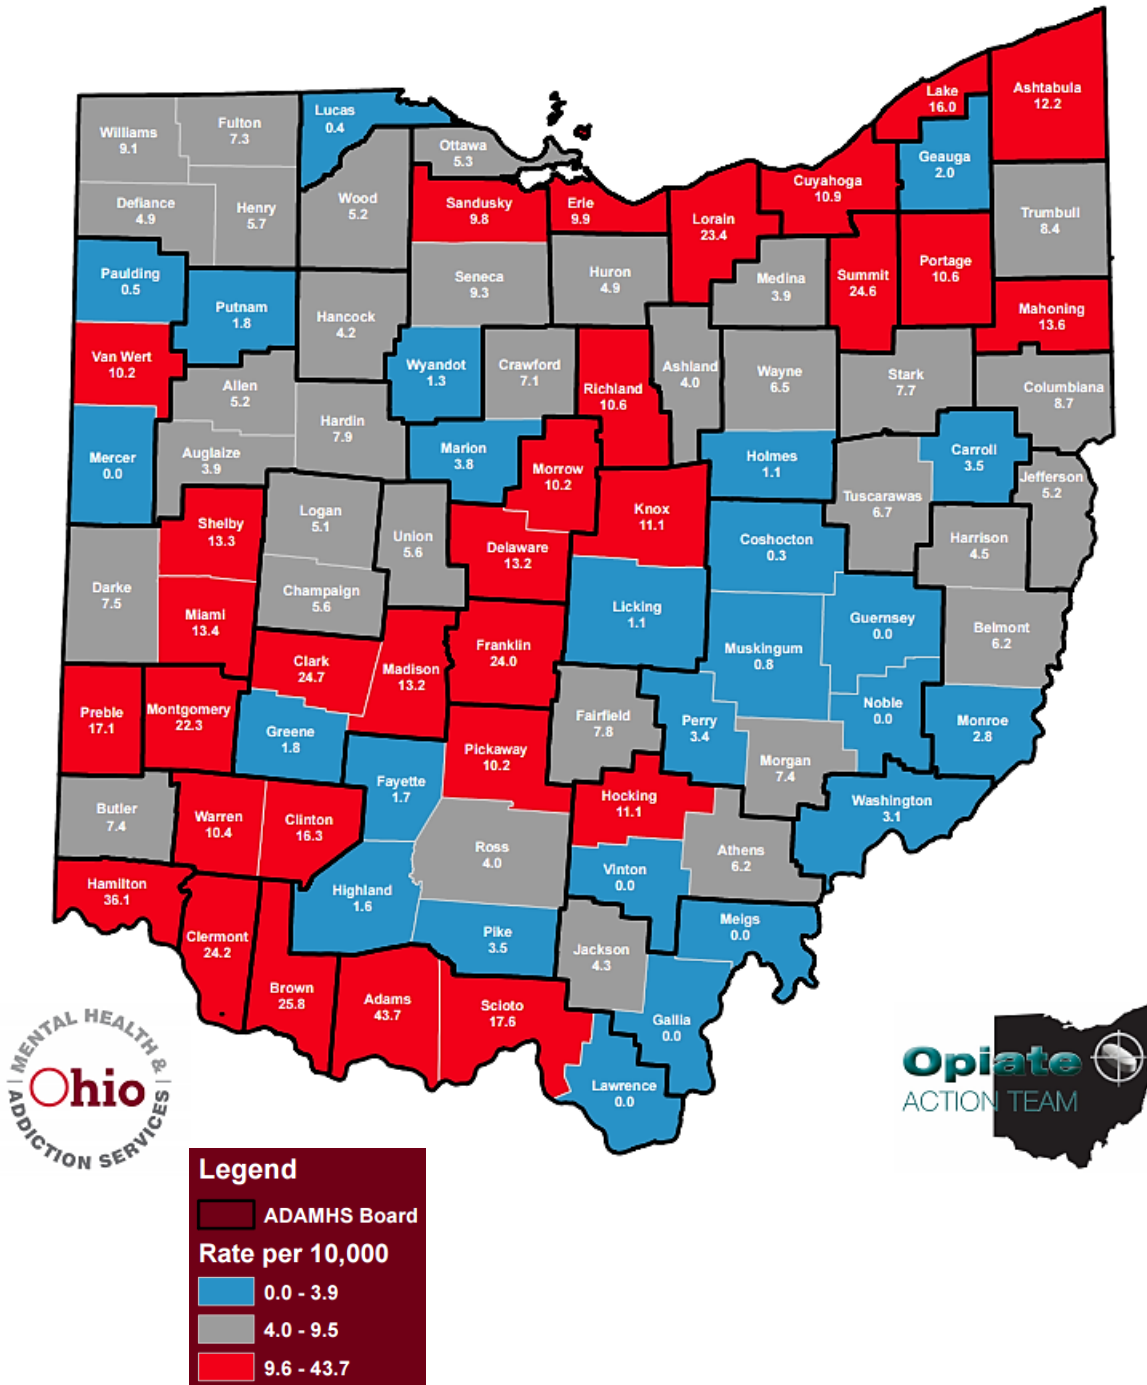 Lake
16.0
Ashtabula
12.2
Lucas
0.4
Williams
9.1
Fulton
7.3
Ottawa
5.3
Geauga
2.0
Cuyahoga
10.9
Defiance
4.9
Henry
5.7
Wood
5.2
Sandusky
9.8
Erie
9.9
Lorain
23.4
Trumbull
8.4
Paulding
0.5
Putnam
1.8
Hancock
4.2
Seneca
9.3
Huron
4.9
Medina
3.9
Summit
24.6
Portage
10.6
Mahoning
13.6
Van Wert
10.2
Allen
5.2
Wyandot
1.3
Crawford
7.1
Richland
10.6
Ashland
4.0
Wayne
6.5
Stark
7.7
Columbiana
8.7
Mercer
0.0
Auglaize
3.9
Hardin
7.9
Marion
3.8
Morrow
10.2
Holmes
1.1
Carroll
3.5
Jefferson
5.2
Tuscarawas
6.7
Shelby
13.3
Logan
5.1
Union
5.6
Knox
11.1
Delaware
13.2
Coshocton
0.3
Harrison
4.5
Darke
7.5
Miami
13.4
Champaign
5.6
Licking
1.1
Guernsey
0.0
Belmont
6.2
Franklin
24.0
Muskingum
0.8
Clark
24.7
Madison
13.2
Preble
17.1
Montgomery
22.3
Greene
1.8
Fairfield
7.8
Perry
3.4
Noble
0.0
Monroe
2.8
Pickaway
10.2
Morgan
7.4
Fayette
1.7
Hocking
11.1
Washington
3.1
Butler
7.4
Warren
10.4
Clinton
16.3
Ross
4.0
Athens
6.2
Vinton
0.0
Hamilton
36.1
Highland
1.6
Pike
3.5
Meigs
0.0
Clermont
24.2
Jackson
4.3
Brown
25.8
Adams
43.7
Scioto
17.6
Gallia
0.0
Lawrence
0.0
MENTAL HEALTH &
Ohio
ADDICTION SERVICES
Opiate
ACTION TEAM
Legend
ADAMHS Board
Rate per 10,000
0.0 - 3.9
4.0 - 9.5
9.6 - 43.7